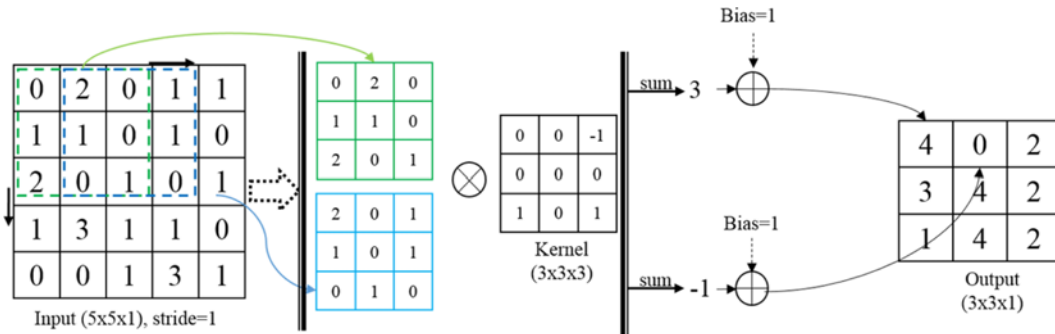 Bias=1
0 2 0 1 1
1 1 0 1 0
2 0 1 0 1
1 3 1 1 0
0 0 1 3 1
Input (5x5x1), stride=1
0 2 0
1 1 0
2 0 1
2 0 1
1 0 1
0 1 0
0 0 -1
0 0 0
1 0 1
Kernel
(3x3x3)
sum 3
Bias=1
sum -1
4 0 2
3 4 2
1 4 2
Output
(3x3x1)